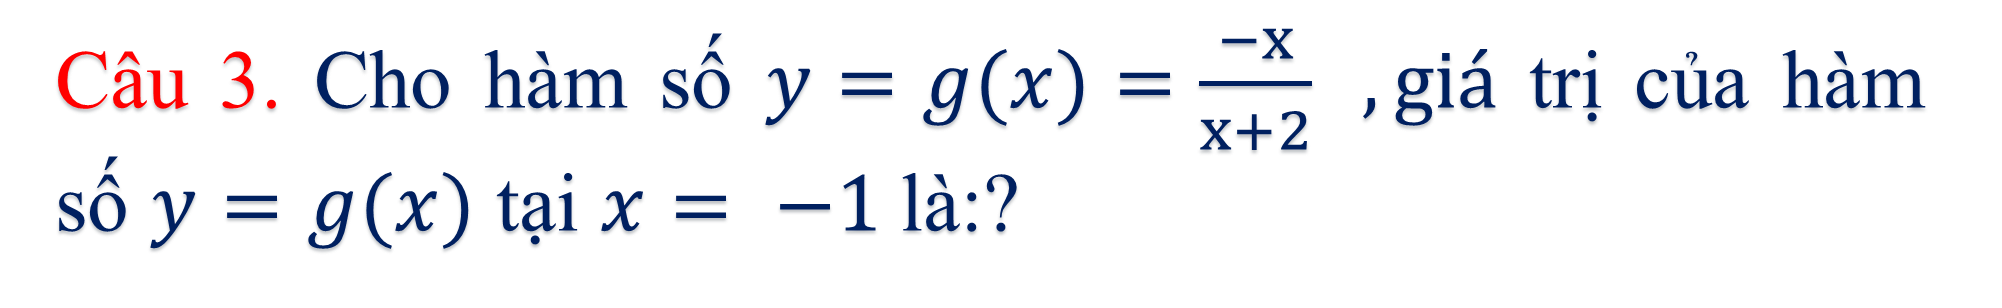 Câu 3. Cho hàm số y = g(x) = −x/x+2 , giá trị của hàm
số y = g(x) tại x = −1 là:?